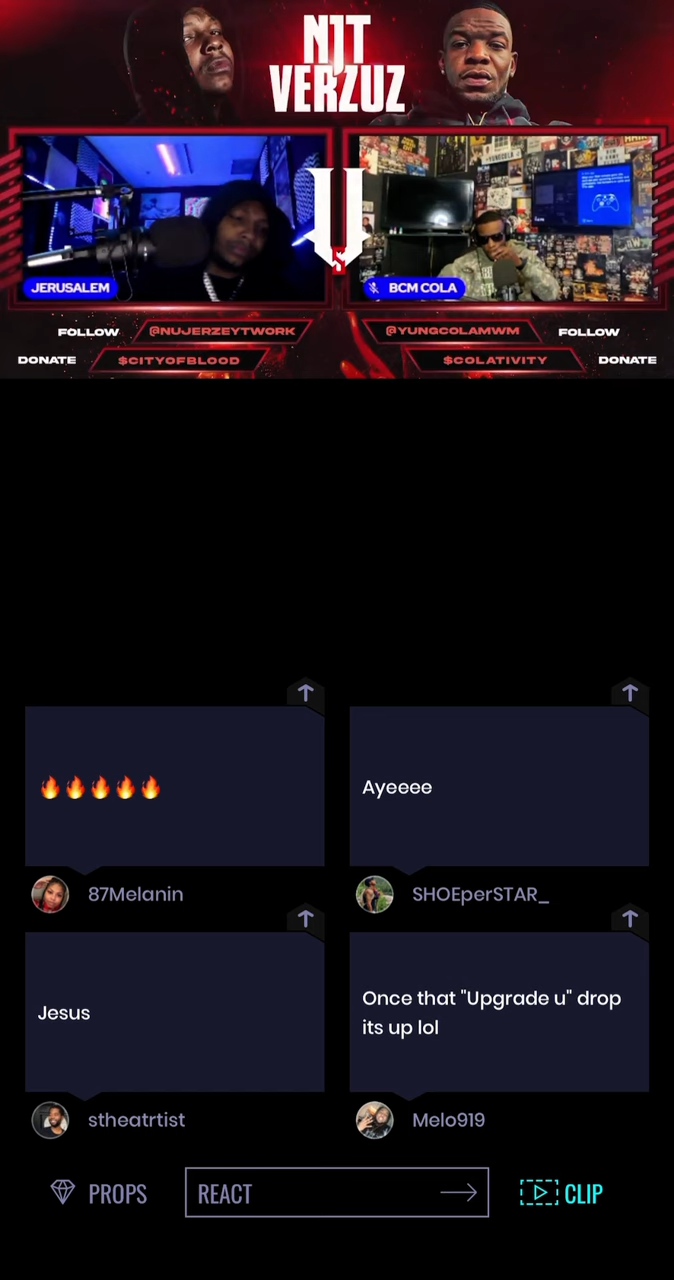 NJT
VERZUZ
V
S
JERUSALEM
BCM COLA
FOLLOW
@NUJERZEYTWORK
@YUNGCOLAMWM
FOLLOW
DONATE
$CITYOFBLOOD
$COLATIVITY
DONATE
🔥🔥🔥🔥🔥
Ayeeee
87Melanin
SHOEperSTAR_
Jesus
Once that "Upgrade u" drop
its up lol
stheatrtist
Melo919
PROPS
REACT
CLIP